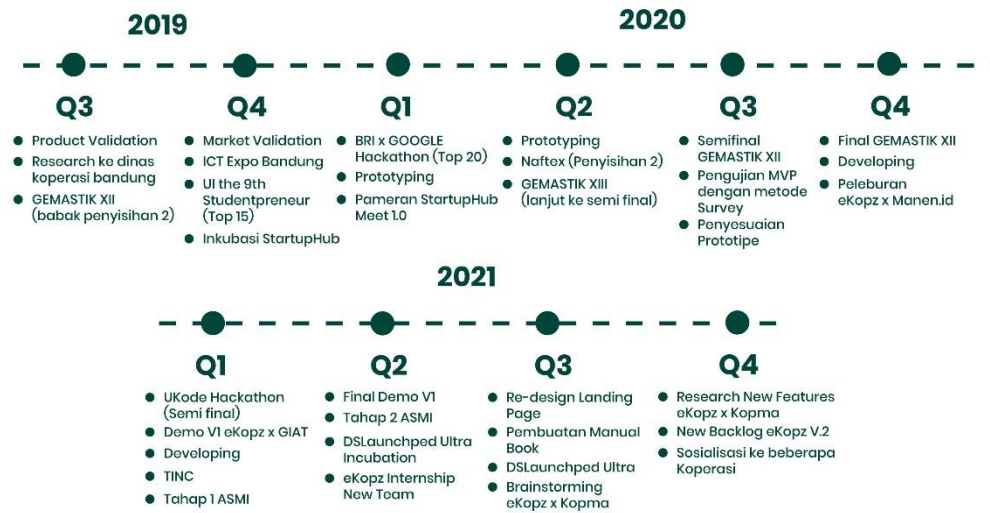 2019
2020
Q3
Product Validation
Research ke dinas
koperasi bandung
GEMASTIK XII
(babak penyisihan 2)
Q4
Market Validation
ICT Expo Bandung
UI the 9th
Studentpreneur
(Top 15)
Inkubasi StartupHub
Q1
BRI x GOOGLE
Hackathon (Top 20)
Prototyping
Pameran StartupHub
Meet 1.0
Q2
Prototyping
Naftex (Penyisihan 2)
GEMASTIK XIII
(lanjut ke semi final)
Q3
Semifinal
GEMASTIK XII
Pengujian MVP
dengan metode
Survey
Penyesuaian
Prototipe
Q4
Final GEMASTIK XII
Developing
Peleburan
eKopz x Manen.id
2021
Q1
UKode Hackathon
(Semi final)
Demo V1 eKopz x GIAT
Developing
TINC
Tahap 1 ASMI
Q2
Final Demo V1
Tahap 2 ASMI
DSLaunchped Ultra
Incubation
eKopz Internship
New Team
Q3
Re-design Landing
Page
Pembuatan Manual
Book
DSLaunchped Ultra
Brainstorming
eKopz x Kopma
Q4
Research New Features
eKopz x Kopma
New Backlog eKopz V.2
Sosialisasi ke beberapa
Koperasi